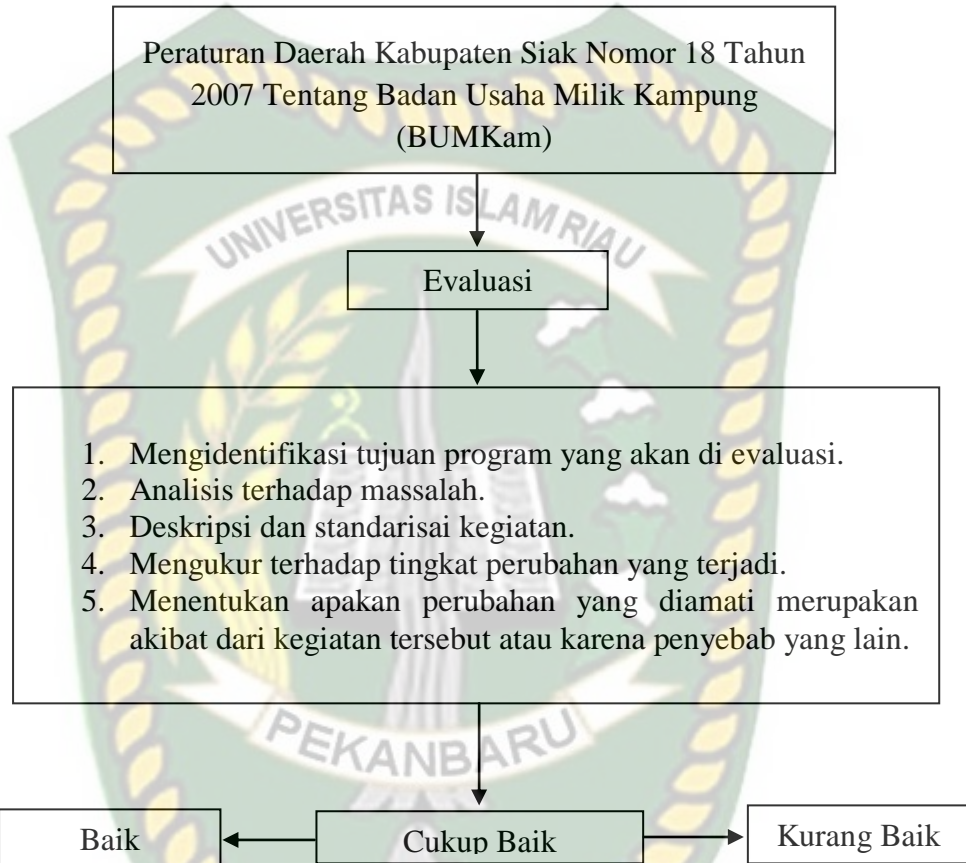 Peraturan Daerah Kabupaten Siak Nomor 18 Tahun
2007 Tentang Badan Usaha Milik Kampung
(BUMKam)
UNIVERSITAS ISLAM RIAU
Evaluasi
1. Mengidentifikasi tujuan program yang akan di evaluasi.
2. Analisis terhadap massalah.
3. Deskripsi dan standarisai kegiatan.
4. Mengukur terhadap tingkat perubahan yang terjadi.
5. Menentukan apakan perubahan yang diamati merupakan
akibat dari kegiatan tersebut atau karena penyebab yang lain.
PEKANBARU
Baik
Cukup Baik
Kurang Baik